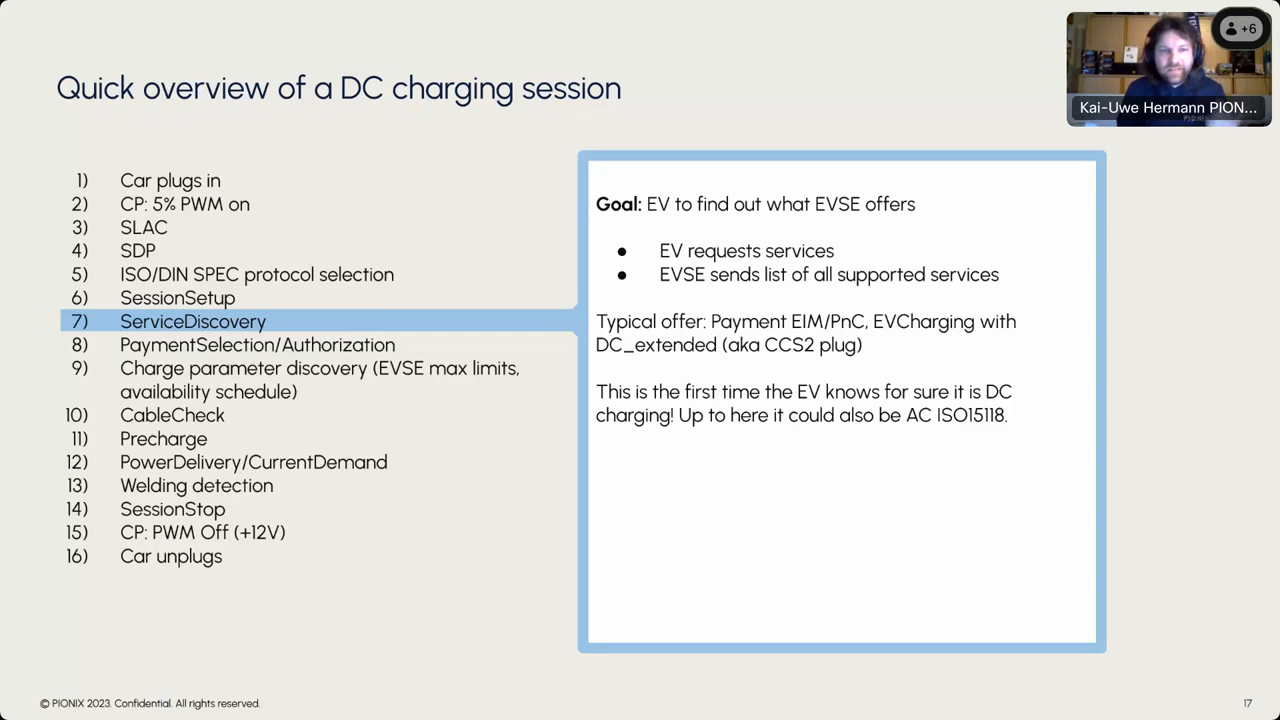 Quick overview of a DC charging session
+6
Kai-Uwe Hermann PION...
PIONIX
1) Car plugs in
2) CP: 5% PWM on
3) SLAC
4) SDP
5) ISO/DIN SPEC protocol selection
6) SessionSetup
7) ServiceDiscovery
8) PaymentSelection/Authorization
9) Charge parameter discovery (EVSE max limits,
availability schedule)
10) CableCheck
11) Precharge
12) PowerDelivery/CurrentDemand
13) Welding detection
14) SessionStop
15) CP: PWM Off (+12V)
16) Car unplugs
Goal: EV to find out what EVSE offers
● EV requests services
● EVSE sends list of all supported services
Typical offer: Payment EIM/PnC, EVCharging with
DC_extended (aka CCS2 plug)
This is the first time the EV knows for sure it is DC
charging! Up to here it could also be AC ISO15118.
© PIONIX 2023. Confidential. All rights reserved.
17